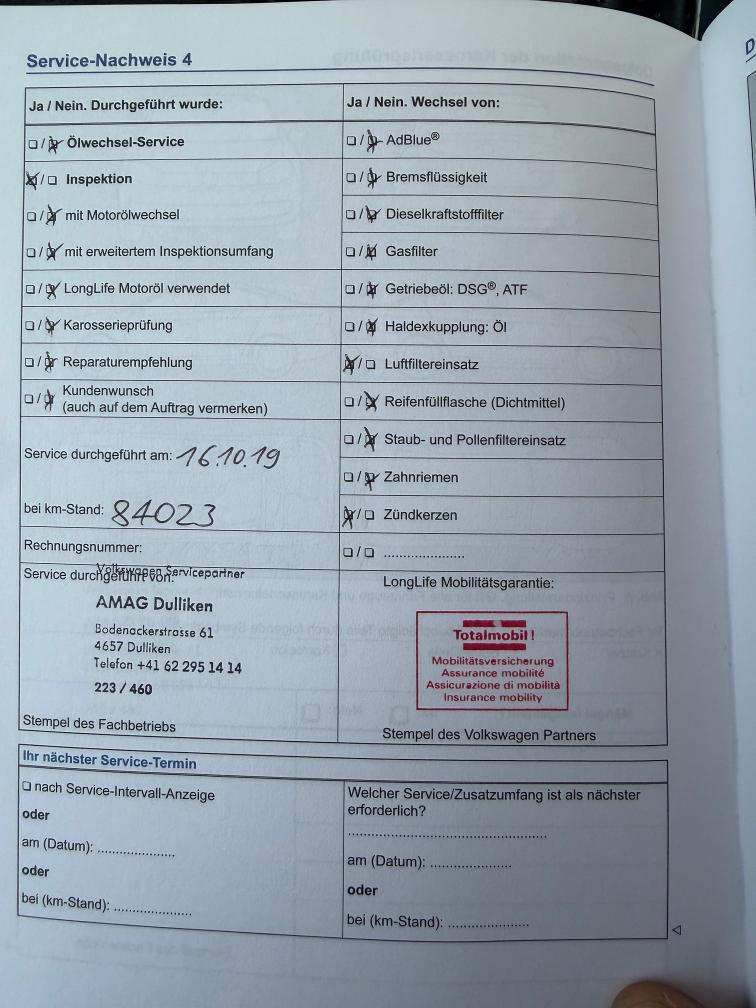 Service-Nachweis 4
Ja / Nein. Durchgeführt wurde:
☐ / ☒ Ölwechsel-Service
☒ / ☐ Inspektion
☐ / ☒ mit Motorölwechsel
☐ / ☒ mit erweitertem Inspektionsumfang
☐ / ☒ LongLife Motoröl verwendet
☐ / ☒ Karosserieprüfung
☐ / ☒ Reparaturempfehlung
☐ / ☒ Kundenwunsch
(auch auf dem Auftrag vermerken)
Service durchgeführt am: 16.10.19
bei km-Stand: 84023
Rechnungsnummer:
Service durchgeführt von:
Volkswagen Servicepartner
AMAG Dulliken
Bodenackerstrasse 61
4657 Dulliken
Telefon +41 62 295 14 14
223 / 460
Stempel des Fachbetriebs
Ja / Nein. Wechsel von:
☐ / ☒ AdBlue®
☐ / ☒ Bremsflüssigkeit
☐ / ☒ Dieselkraftstofffilter
☐ / ☒ Gasfilter
☐ / ☒ Getriebeöl: DSG®, ATF
☐ / ☒ Haldexkupplung: Öl
☒ / ☐ Luftfiltereinsatz
☐ / ☒ Reifenfüllflasche (Dichtmittel)
☐ / ☒ Staub- und Pollenfiltereinsatz
☐ / ☒ Zahnriemen
☒ / ☐ Zündkerzen
☐ / ☐ .....................
LongLife Mobilitätsgarantie:
Totalmobil!
Mobilitätsversicherung
Assurance mobilité
Assicurazione di mobilità
Insurance mobility
Stempel des Volkswagen Partners
Ihr nächster Service-Termin
☐ nach Service-Intervall-Anzeige
oder
am (Datum): ....................
oder
bei (km-Stand): ....................
Welcher Service/Zusatzumfang ist als nächster
erforderlich?
..................................................
am (Datum): .....................
oder
bei (km-Stand): .....................